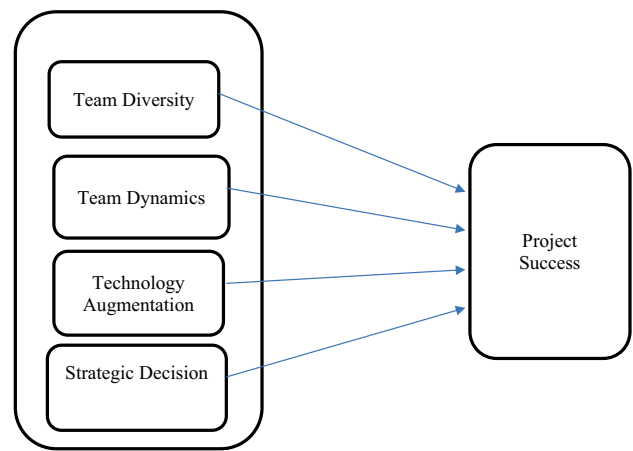 Team Diversity
Team Dynamics
Technology
Augmentation
Strategic Decision
Project
Success